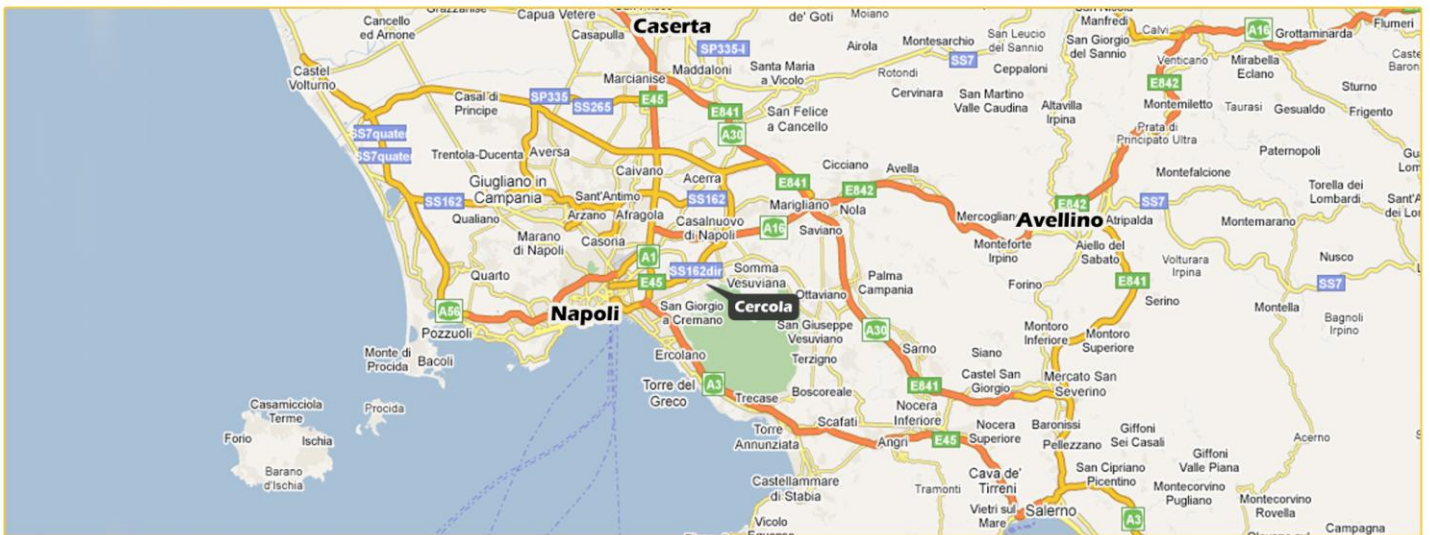 Capua Vetere
de' Goti
Moiano
Manfredi
Calvi
A16
Flumeri
Cancello
ed Arnone
Casapulla
Caserta
San Leucio
del Sannio
San Giorgio
del Sannio
Grottaminarda
Montesarchio
SP335-I
Airola
SS7
Ceppaloni
Venticano
Mirabella
Eclano
Castel
Volturno
Marcianise
Maddaloni
Santa Maria
a Vicolo
Rotondi
E842
Sturno
Casal di
Principe
SP335
SS265
E45
Cervinara
San Martino
Valle Caudina
Altavilla
Irpina
Montemiletto
Taurasi
Gesualdo
Frigento
E841
San Felice
a Cancello
A30
Prata di
Principato Ultra
SS7quater
SS7quater
Trentola-Ducenta
Aversa
Paternopoli
Caivano
Cicciano
Avella
Montefalcione
Giugliano in
Campania
Acerra
E841
E842
Torella dei
Lombardi
Sant'Antimo
SS162
SS162
Marigliano
Nola
E842
SS7
Qualiano
Arzano
Afragola
Casalnuovo
di Napoli
A16
Saviano
Mercogliano
Avellino
Atripalda
Montemarano
Marano
di Napoli
Casoria
Monteforte
Irpino
Aiello del
Sabato
A1
Volturara
Irpina
Nusco
Quarto
SS162dir
Somma
Vesuviana
Palma
Campania
E45
Forino
E841
SS7
Ottaviano
Serino
Cercola
San Giorgio
a Cremano
Montella
A56
Napoli
Bagnoli
Irpino
Pozzuoli
San Giuseppe
Vesuviano
A30
Montoro
Inferiore
Montoro
Superiore
Monte di
Procida
Bacoli
Ercolano
Terzigno
Sarno
Siano
Torre del
Greco
A3
Trecase
Boscoreale
E841
Castel San
Giorgio
Mercato San
Severino
Casamicciola
Terme
Procida
Nocera
Inferiore
Forio
Ischia
Torre
Annunziata
Scafati
Angri
E45
Nocera
Superiore
Baronissi
Pellezzano
Giffoni
Sei Casali
Acerno
Barano
d'Ischia
Giffoni
Valle Piana
Castellammare
di Stabia
Cava de'
Tirreni
San Cipriano
Picentino
Tramonti
Montecorvino
Pugliano
Montecorvino
Rovella
Vietri sul
Mare
Salerno
A3
Vico
Campagna